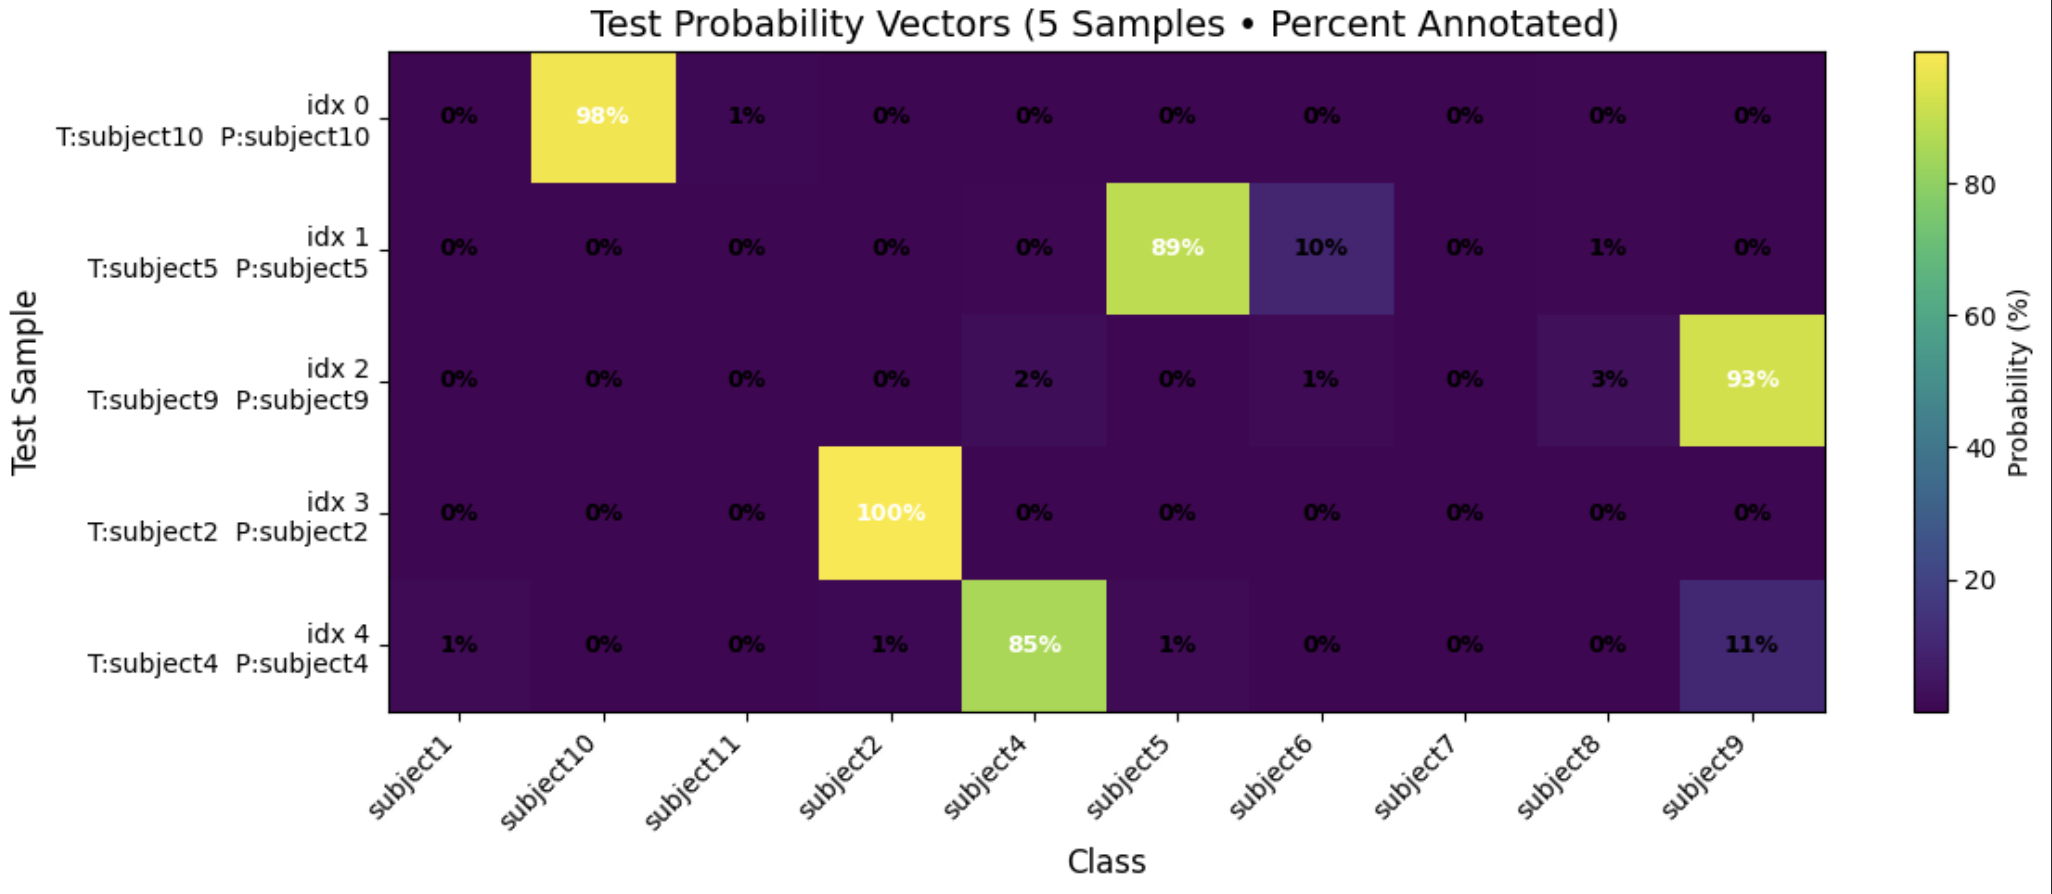 Test Probability Vectors (5 Samples • Percent Annotated)
idx 0
T:subject10 P:subject10
0% 98% 1% 0% 0% 0% 0% 0% 0% 0%
idx 1
T:subject5 P:subject5
0% 0% 0% 0% 0% 89% 10% 0% 1% 0%
idx 2
T:subject9 P:subject9
0% 0% 0% 0% 2% 0% 1% 0% 3% 93%
idx 3
T:subject2 P:subject2
0% 0% 0% 100% 0% 0% 0% 0% 0% 0%
idx 4
T:subject4 P:subject4
1% 0% 0% 1% 85% 1% 0% 0% 0% 11%
Test Sample
subject1 subject10 subject11 subject2 subject4 subject5 subject6 subject7 subject8 subject9
Class
80
60
40
20
Probability (%)